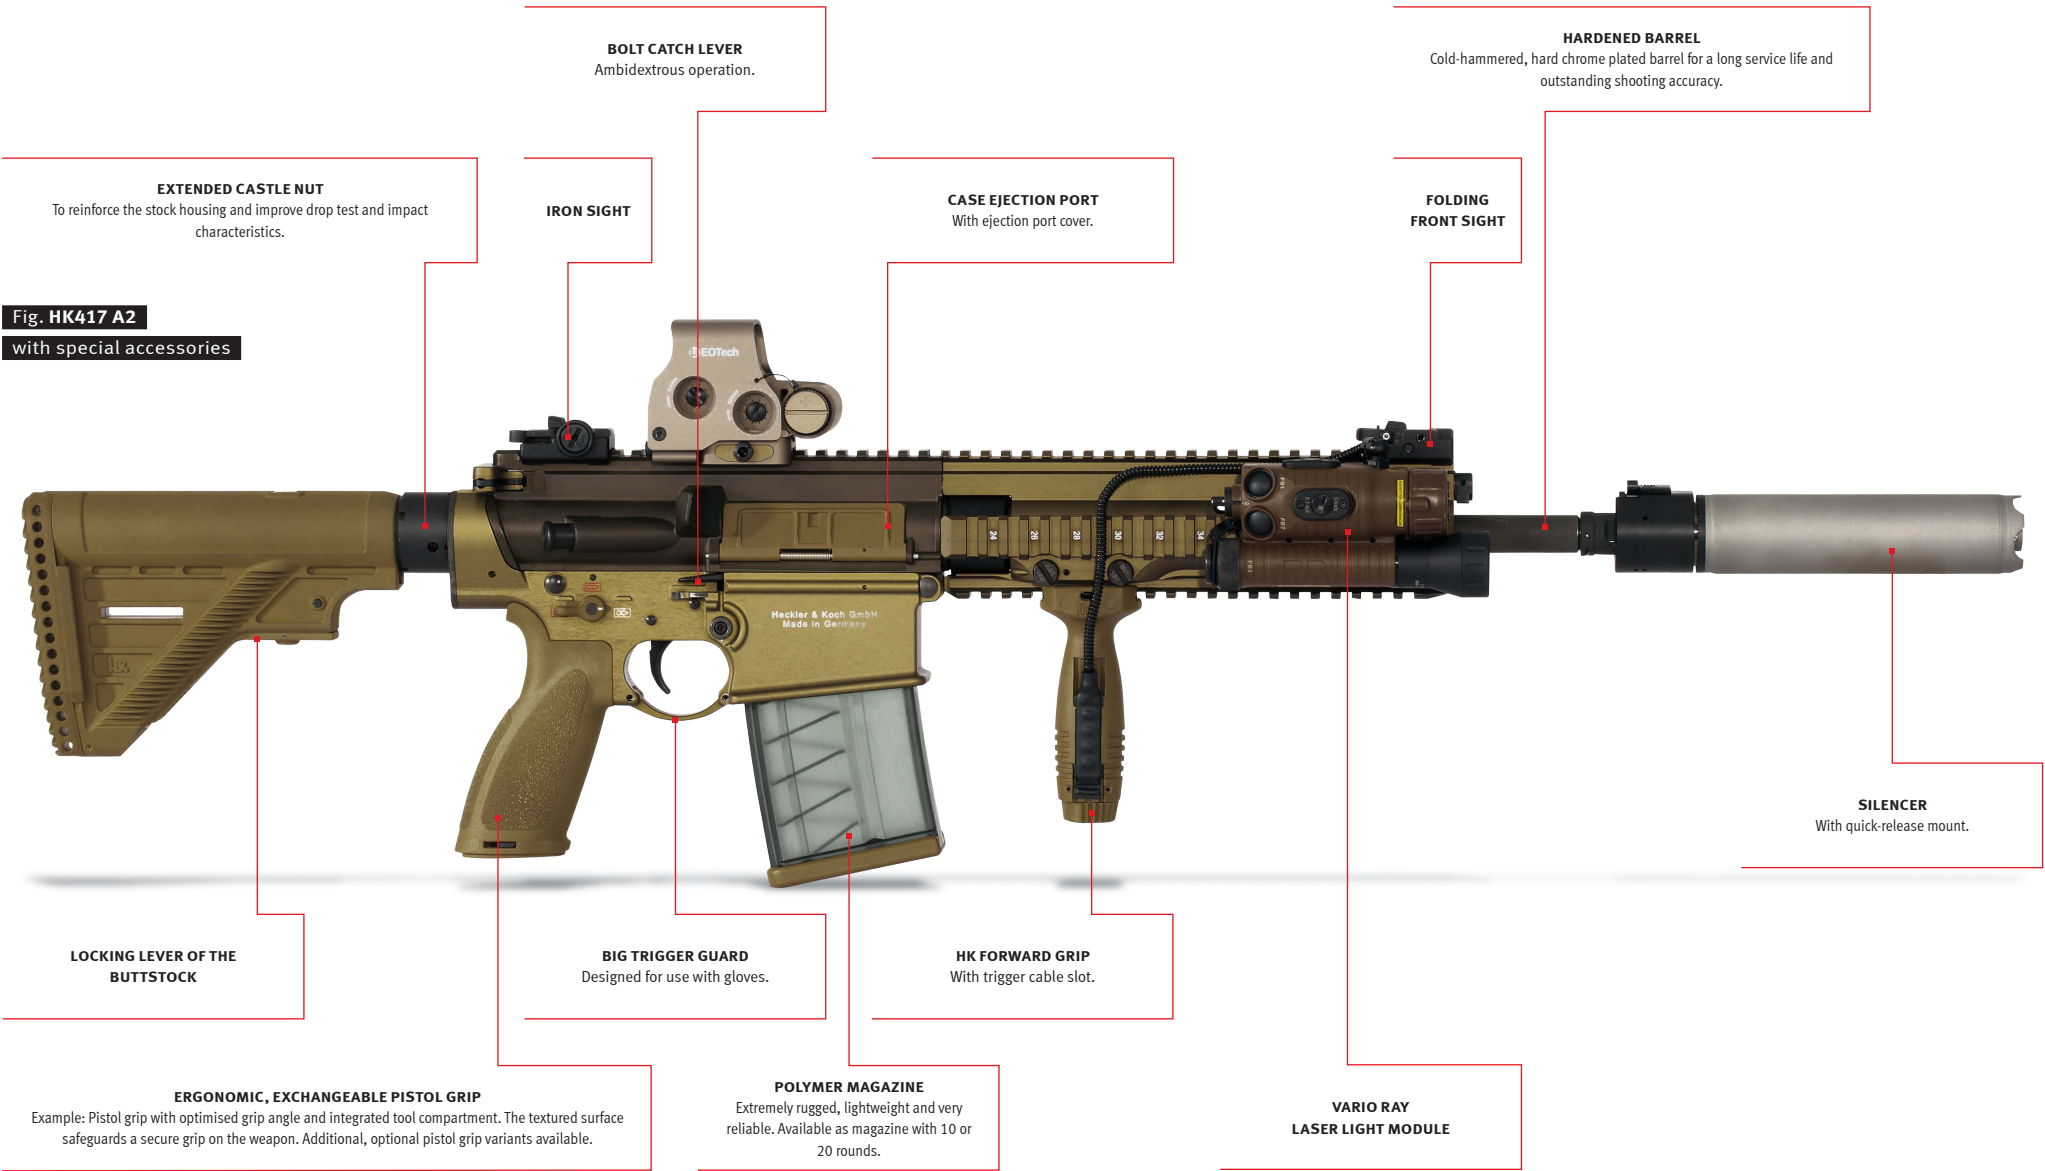 BOLT CATCH LEVER
Ambidextrous operation.
HARDENED BARREL
Cold-hammered, hard chrome plated barrel for a long service life and
outstanding shooting accuracy.
EXTENDED CASTLE NUT
To reinforce the stock housing and improve drop test and impact
characteristics.
IRON SIGHT
CASE EJECTION PORT
With ejection port cover.
FOLDING
FRONT SIGHT
Fig. HK417 A2
with special accessories
EOTech
24 26 28 30 32 34
Heckler & Koch GmbH
Made in Germany
SILENCER
With quick-release mount.
LOCKING LEVER OF THE
BUTTSTOCK
BIG TRIGGER GUARD
Designed for use with gloves.
HK FORWARD GRIP
With trigger cable slot.
ERGONOMIC, EXCHANGEABLE PISTOL GRIP
Example: Pistol grip with optimised grip angle and integrated tool compartment. The textured surface
safeguards a secure grip on the weapon. Additional, optional pistol grip variants available.
POLYMER MAGAZINE
Extremely rugged, lightweight and very
reliable. Available as magazine with 10 or
20 rounds.
VARIO RAY
LASER LIGHT MODULE